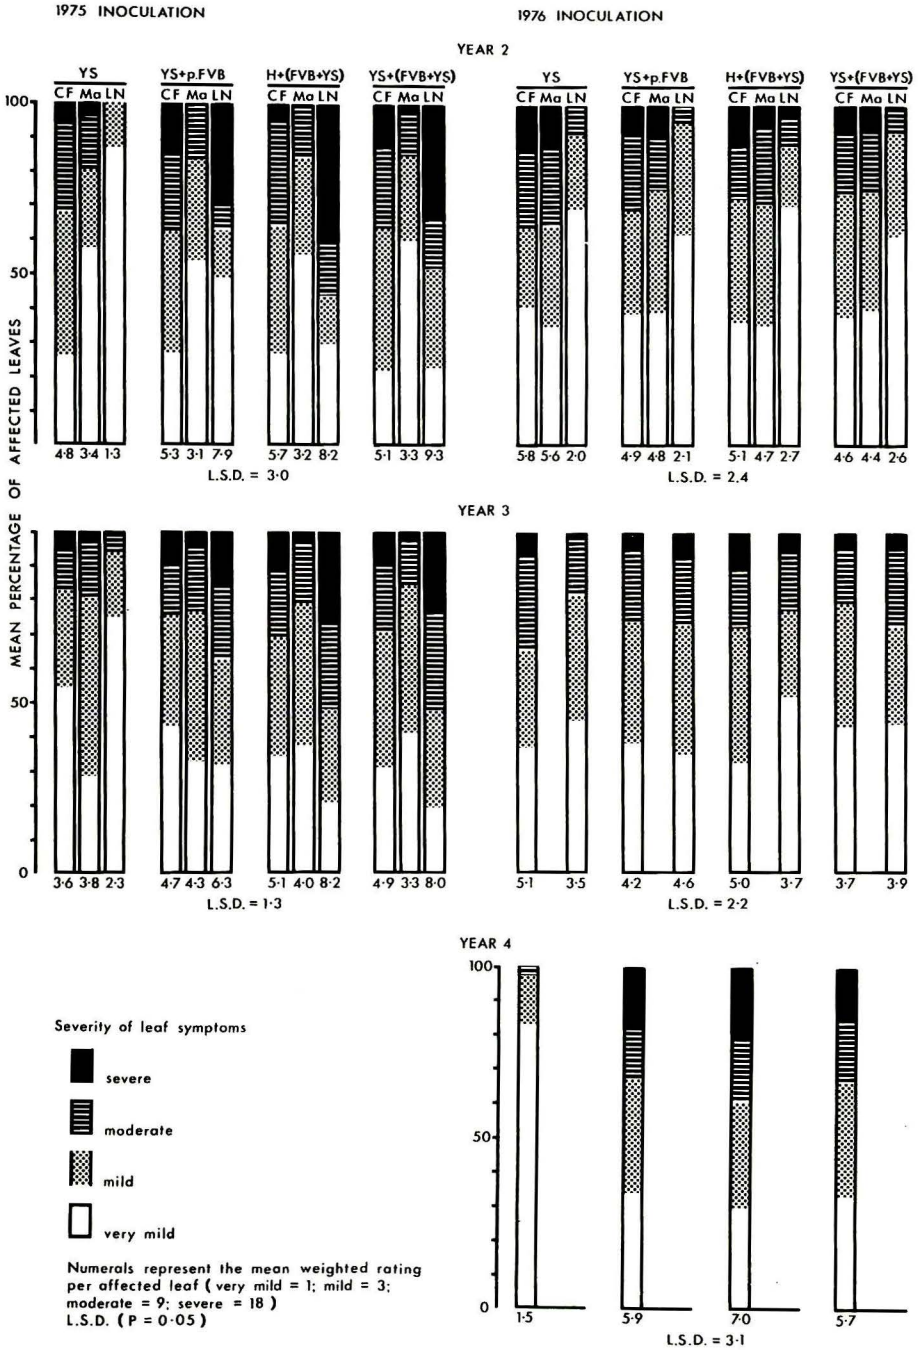 1975 INOCULATION
1976 INOCULATION
YEAR 2
YS YS+p.FVB H+(FVB+YS) YS+(FVB+YS) YS YS+p.FVB H+(FVB+YS) YS+(FVB+YS)
CF Ma LN CF Ma LN CF Ma LN CF Ma LN CF Ma LN CF Ma LN CF Ma LN CF Ma LN
100
50
4·8 3·4 1·3 5·3 3·1 7·9 5·7 3·2 8·2 5·1 3·3 9·3 5·8 5·6 2·0 4·9 4·8 2·1 5·1 4·7 2·7 4·6 4·4 2·6
L.S.D. = 3·0
L.S.D. = 2.4
MEAN PERCENTAGE OF AFFECTED LEAVES
YEAR 3
50
0
3·6 3·8 2·3 4·7 4·3 6·3 5·1 4·0 8·2 4·9 3·3 8·0 5·1 3·5 4·2 4·6 5·0 3·7 3·7 3·9
L.S.D. = 1·3
L.S.D. = 2·2
YEAR 4
100
50
0
1·5 5·9 7·0 5·7
L.S.D. = 3·1
Severity of leaf symptoms
severe
moderate
mild
very mild
Numerals represent the mean weighted rating
per affected leaf ( very mild = 1; mild = 3;
moderate = 9; severe = 18 )
L.S.D. ( P = 0·05 )